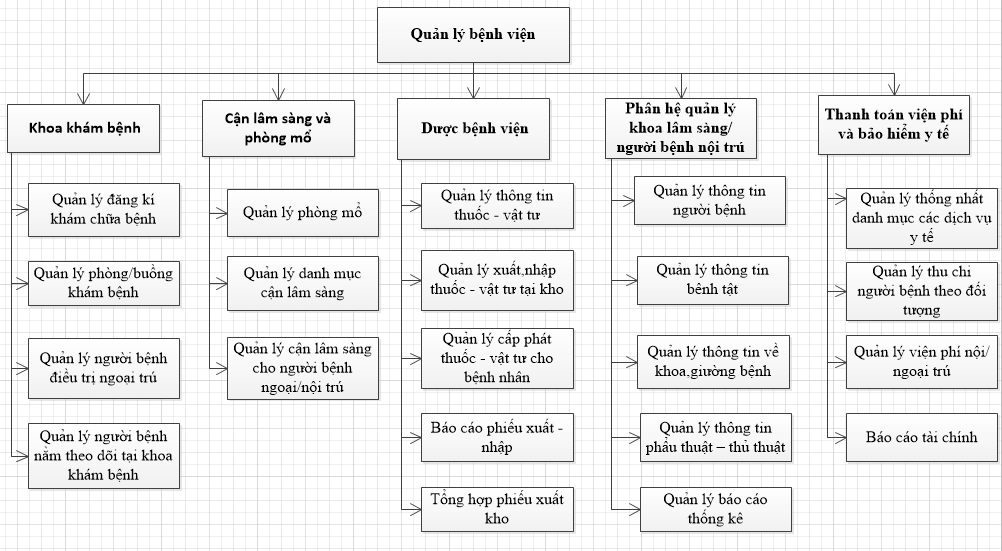 Quản lý bệnh viện
Khoa khám bệnh
Cận lâm sàng và
phòng mổ
Dược bệnh viện
Phân hệ quản lý
khoa lâm sàng/
người bệnh nội trú
Thanh toán viện phí
và bảo hiểm y tế
Quản lý đăng kí
khám chữa bệnh
Quản lý phòng/buồng
khám bệnh
Quản lý người bệnh
điều trị ngoại trú
Quản lý người bệnh
nằm theo dõi tại khoa
khám bệnh
Quản lý phòng mổ
Quản lý danh mục
cận lâm sàng
Quản lý cận lâm sàng
cho người bệnh
ngoại/nội trú
Quản lý thông tin
thuốc - vật tư
Quản lý xuất,nhập
thuốc - vật tư tại kho
Quản lý cấp phát
thuốc - vật tư cho
bệnh nhân
Báo cáo phiếu xuất -
nhập
Tổng hợp phiếu xuất
kho
Quản lý thông tin
người bệnh
Quản lý thông tin
bênh tật
Quản lý thông tin về
khoa,giường bệnh
Quản lý thông tin
phẩu thuật – thủ thuật
Quản lý báo cáo
thống kê
Quản lý thống nhất
danh mục các dịch vụ
y tế
Quản lý thu chi
người bệnh theo đối
tượng
Quản lý viện phí nội/
ngoại trú
Báo cáo tài chính